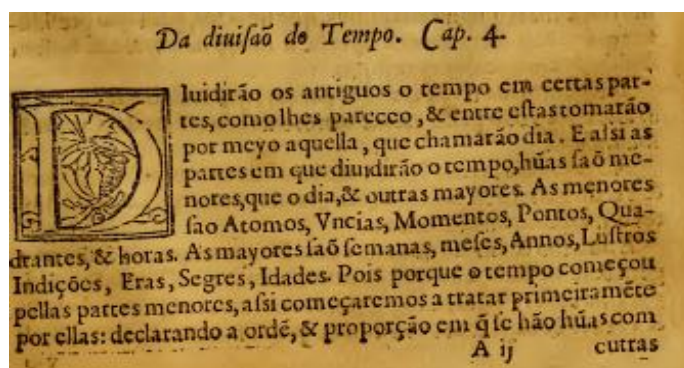 Da diuiſaõ do Tempo. Cap. 4.
DIuidirão os antiguos o tempo em certas par-
tes, como lhes pareceo, & entre eſtas tomarão
por meyo aquella, que chamarão dia. E aſsi as
partes em que diuidirão o tempo, hũas ſaõ me-
nores, que o dia, & outras mayores. As menores
ſao Atomos, Vncias, Momentos, Pontos, Qua-
drantes, & horas. As mayores ſaõ ſemanas, meſes, Annos, Luſtros
Indições, Eras, Segres, Idades. Pois porque o tempo começou
pellas partes menores, aſsi começaremos a tratar primeiramẽte
por ellas: declarando a ordẽ, & proporção em q̃ ſe hão hũas com
A ij cutras